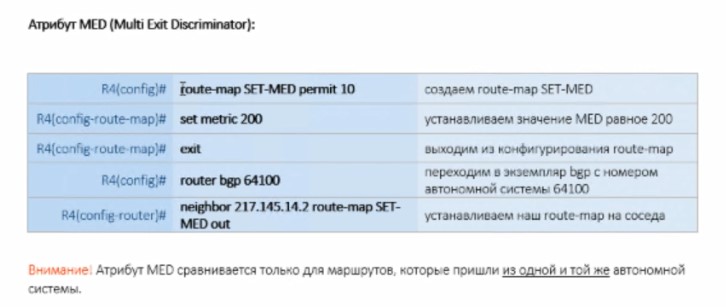 Атрибут MED (Multi Exit Discriminator):
R4(config)# route-map SET-MED permit 10 создаем route-map SET-MED
R4(config-route-map)# set metric 200 устанавливаем значение MED равное 200
R4(config-route-map)# exit выходим из конфигурирования route-map
R4(config)# router bgp 64100 переходим в экземпляр bgp с номером
автономной системы 64100
R4(config-router)# neighbor 217.145.14.2 route-map SET-
MED out устанавливаем наш route-map на соседа
Внимание! Атрибут MED сравнивается только для маршрутов, которые пришли из одной и той же автономной
системы.